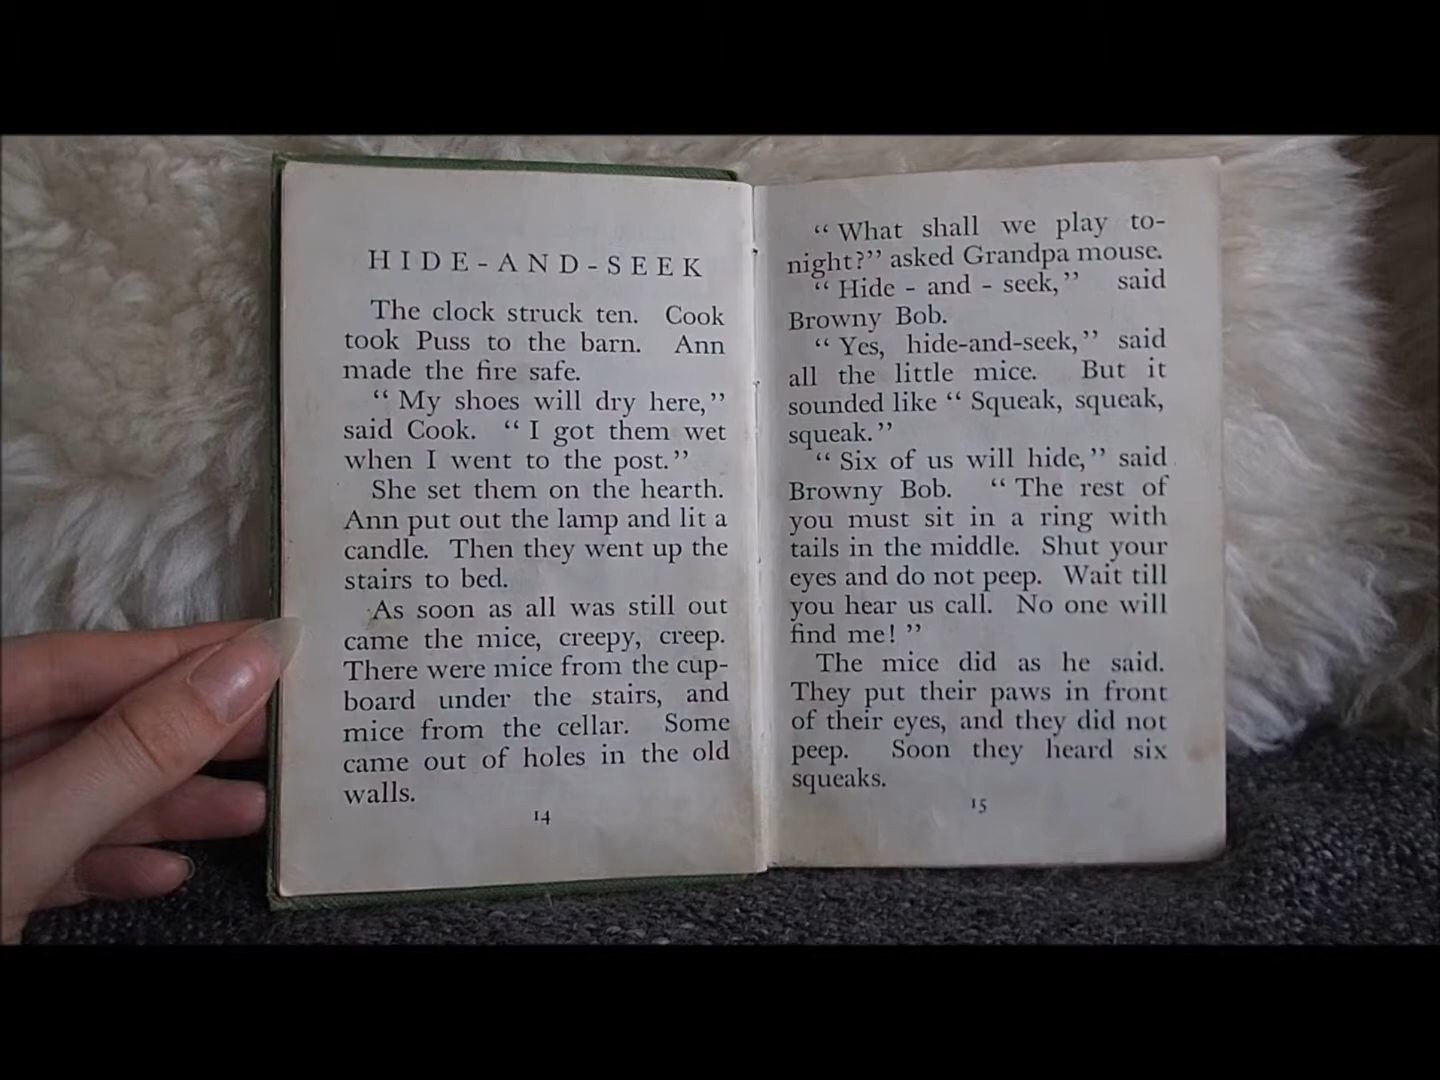 HIDE-AND-SEEK
The clock struck ten. Cook
took Puss to the barn. Ann
made the fire safe.
“ My shoes will dry here,”
said Cook. “ I got them wet
when I went to the post.”
She set them on the hearth.
Ann put out the lamp and lit a
candle. Then they went up the
stairs to bed.
As soon as all was still out
came the mice, creepy, creep.
There were mice from the cup-
board under the stairs, and
mice from the cellar. Some
came out of holes in the old
walls.
14
“ What shall we play to-
night?” asked Grandpa mouse.
“ Hide - and - seek,” said
Browny Bob.
“ Yes, hide-and-seek,” said
all the little mice. But it
sounded like “ Squeak, squeak,
squeak.”
“ Six of us will hide,” said
Browny Bob. “ The rest of
you must sit in a ring with
tails in the middle. Shut your
eyes and do not peep. Wait till
you hear us call. No one will
find me! ”
The mice did as he said.
They put their paws in front
of their eyes, and they did not
peep. Soon they heard six
squeaks.
15